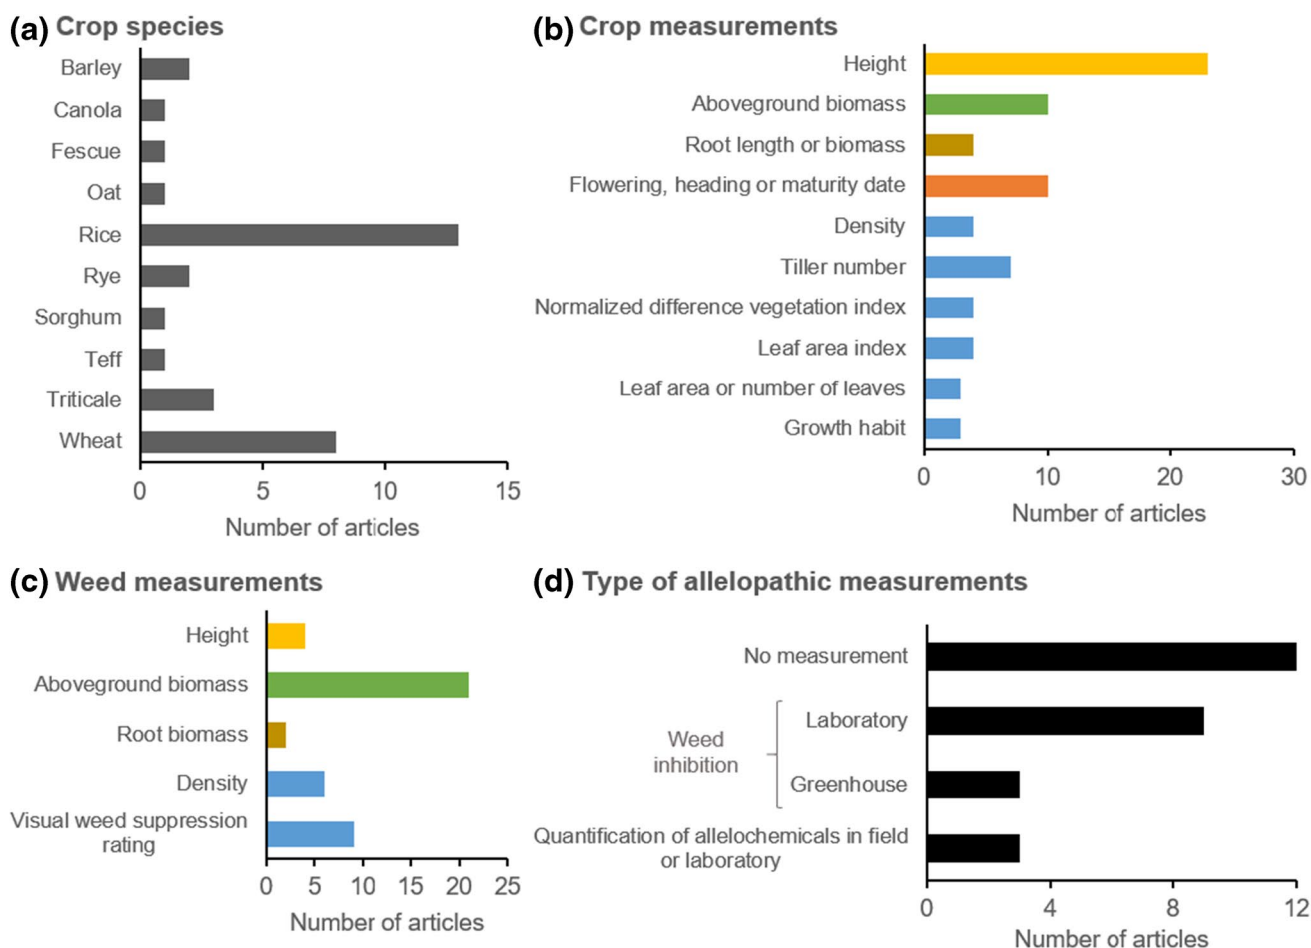 (a) Crop species
Barley
Canola
Fescue
Oat
Rice
Rye
Sorghum
Teff
Triticale
Wheat
0 5 10 15
Number of articles
(b) Crop measurements
Height
Aboveground biomass
Root length or biomass
Flowering, heading or maturity date
Density
Tiller number
Normalized difference vegetation index
Leaf area index
Leaf area or number of leaves
Growth habit
0 10 20 30
Number of articles
(c) Weed measurements
Height
Aboveground biomass
Root biomass
Density
Visual weed suppression
rating
0 5 10 15 20 25
Number of articles
(d) Type of allelopathic measurements
No measurement
Weed
inhibition
Laboratory
Greenhouse
Quantification of allelochemicals in field
or laboratory
0 4 8 12
Number of articles